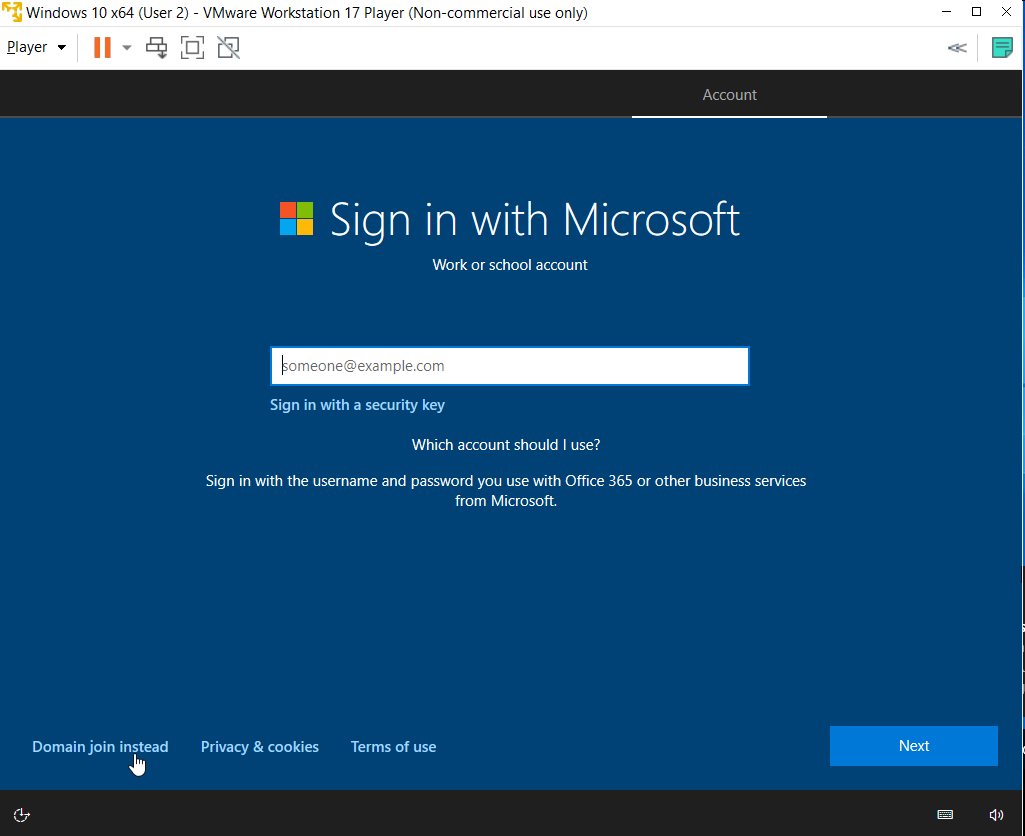 Windows 10 x64 (User 2) - VMware Workstation 17 Player (Non-commercial use only)
Player
Account
Sign in with Microsoft
Work or school account
someone@example.com
Sign in with a security key
Which account should I use?
Sign in with the username and password you use with Office 365 or other business services
from Microsoft.
Domain join instead
Privacy & cookies
Terms of use
Next